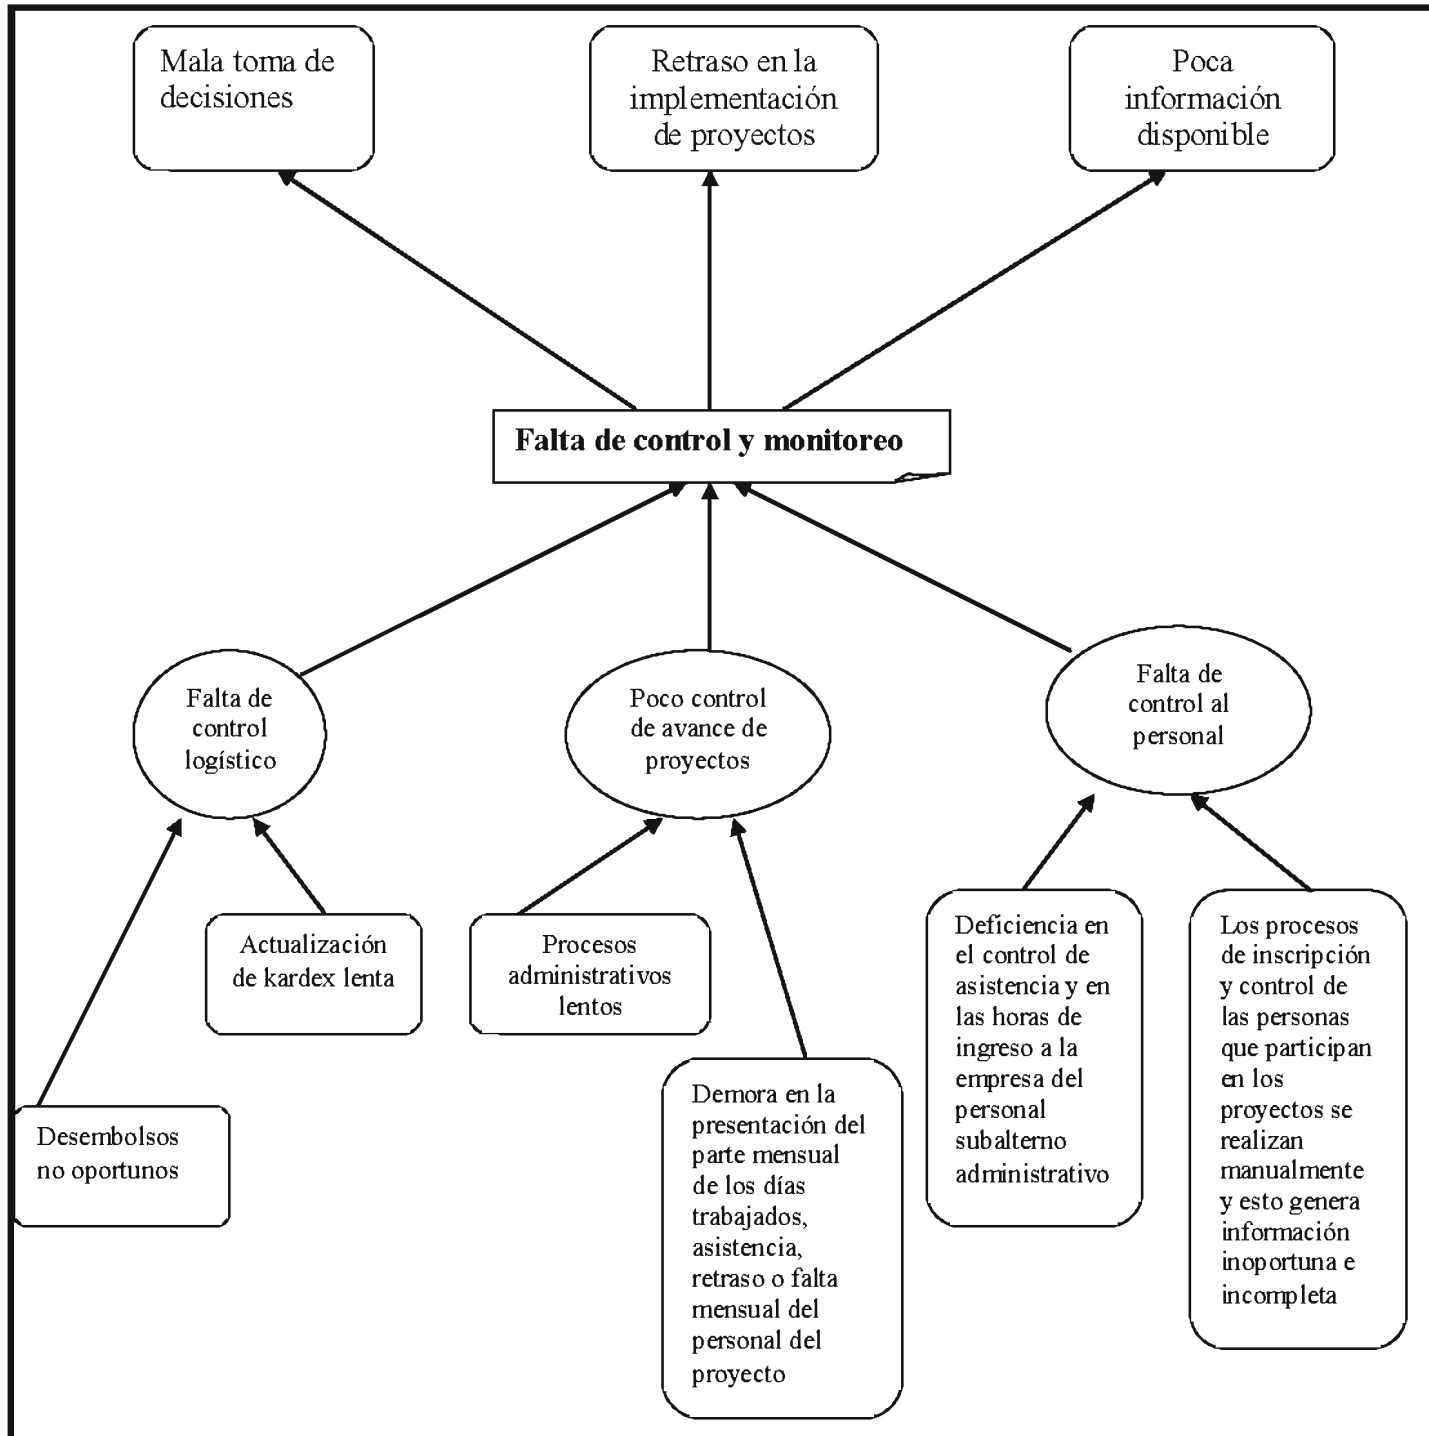 Mala toma de
decisiones
Retraso en la
implementación
de proyectos
Poca
información
disponible
Falta de control y monitoreo
Falta de
control
logístico
Poco control
de avance de
proyectos
Falta de
control al
personal
Desembolsos
no oportunos
Actualización
de kardex lenta
Procesos
administrativos
lentos
Demora en la
presentación del
parte mensual
de los días
trabajados,
asistencia,
retraso o falta
mensual del
personal del
proyecto
Deficiencia en
el control de
asistencia y en
las horas de
ingreso a la
empresa del
personal
subalterno
administrativo
Los procesos
de inscripción
y control de
las personas
que participan
en los
proyectos se
realizan
manualmente
y esto genera
información
inoportuna e
incompleta